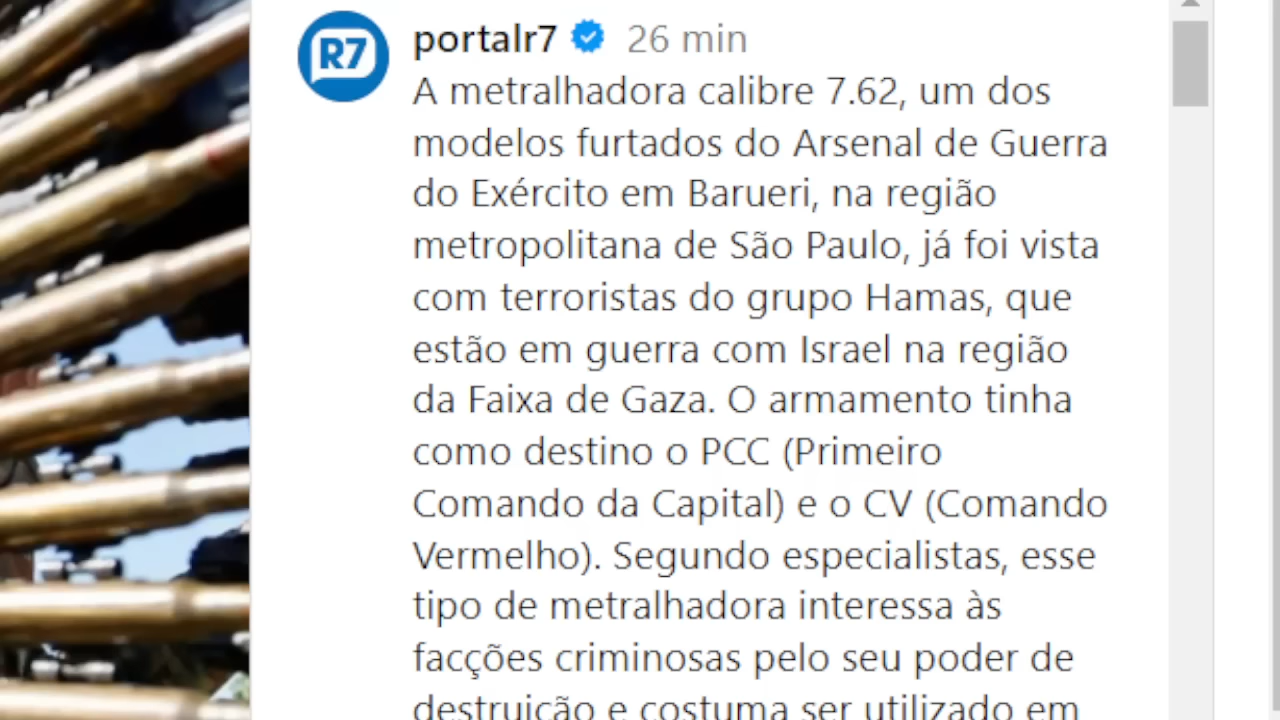 R7
portalr7 26 min
A metralhadora calibre 7.62, um dos
modelos furtados do Arsenal de Guerra
do Exército em Barueri, na região
metropolitana de São Paulo, já foi vista
com terroristas do grupo Hamas, que
estão em guerra com Israel na região
da Faixa de Gaza. O armamento tinha
como destino o PCC (Primeiro
Comando da Capital) e o CV (Comando
Vermelho). Segundo especialistas, esse
tipo de metralhadora interessa às
facções criminosas pelo seu poder de
destruição e costuma ser utilizado em